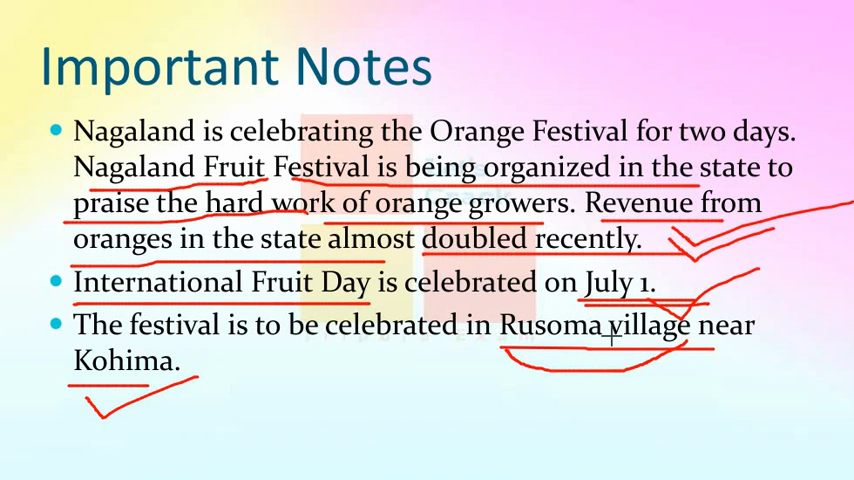 Important Notes
Nagaland is celebrating the Orange Festival for two days.
Nagaland Fruit Festival is being organized in the state to
praise the hard work of orange growers. Revenue from
oranges in the state almost doubled recently.
International Fruit Day is celebrated on July 1.
The festival is to be celebrated in Rusoma village near
Kohima.